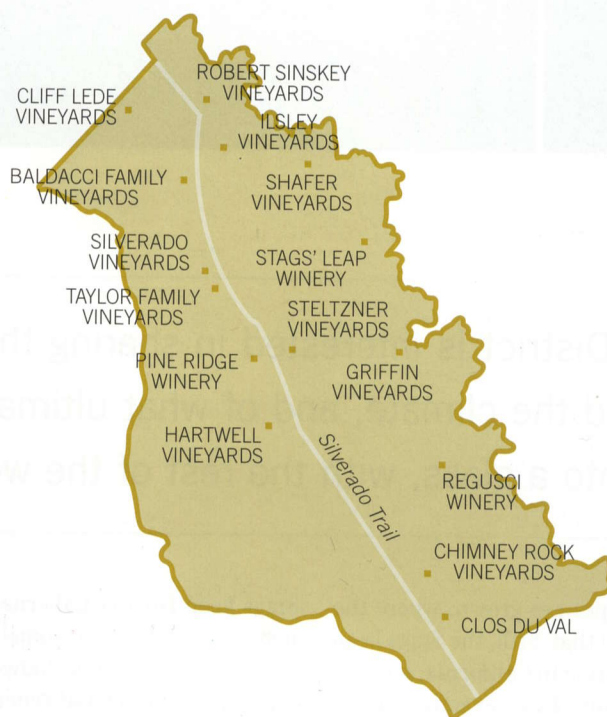 ROBERT SINSKEY
VINEYARDS
CLIFF LEDE
VINEYARDS
ILSLEY
VINEYARDS
BALDACCI FAMILY
VINEYARDS
SHAFER
VINEYARDS
SILVERADO
VINEYARDS
STAGS' LEAP
WINERY
TAYLOR FAMILY
VINEYARDS
STELTZNER
VINEYARDS
PINE RIDGE
WINERY
GRIFFIN
VINEYARDS
HARTWELL
VINEYARDS
Silverado Trail
REGUSCI
WINERY
CHIMNEY ROCK
VINEYARDS
CLOS DU VAL